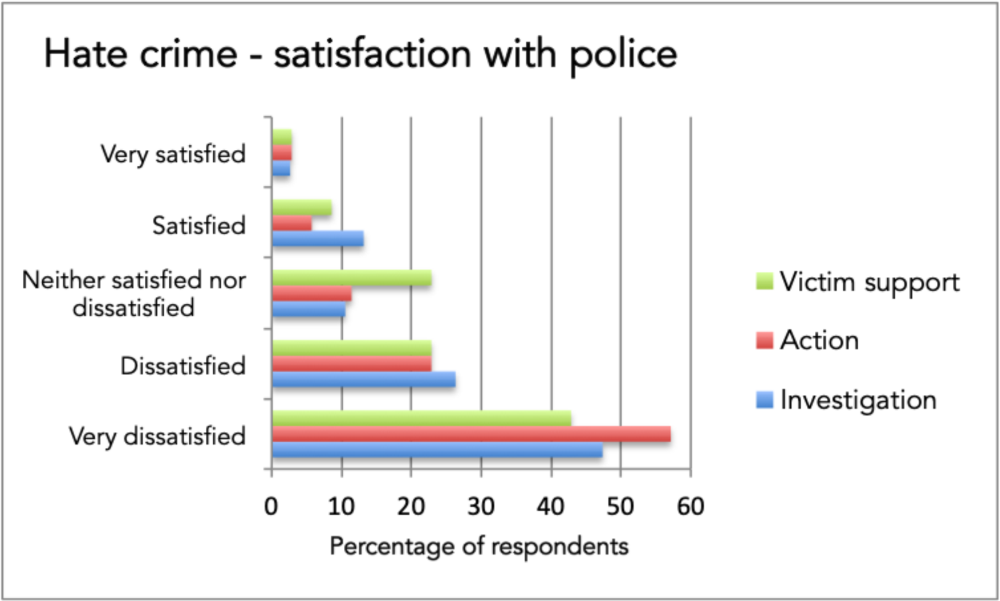 Hate crime - satisfaction with police
Very satisfied
Satisfied
Neither satisfied nor
dissatisfied
Dissatisfied
Very dissatisfied
0 10 20 30 40 50 60
Percentage of respondents
Victim support
Action
Investigation